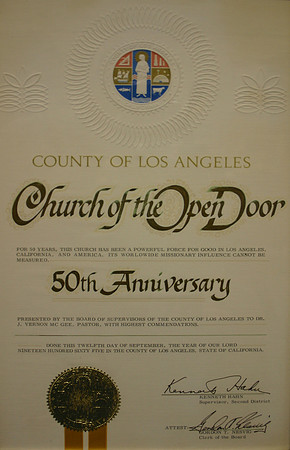 COUNTY OF LOS ANGELES
Church of the Open Door
FOR 50 YEARS, THIS CHURCH HAS BEEN A POWERFUL FORCE FOR GOOD IN LOS ANGELES,
CALIFORNIA, AND AMERICA. ITS WORLDWIDE MISSIONARY INFLUENCE CANNOT BE
MEASURED.
50th Anniversary
PRESENTED BY THE BOARD OF SUPERVISORS OF THE COUNTY OF LOS ANGELES TO DR.
J. VERNON MC GEE, PASTOR, WITH HIGHEST COMMENDATIONS.
DONE THIS TWELFTH DAY OF SEPTEMBER, THE YEAR OF OUR LORD
NINETEEN HUNDRED SIXTY FIVE IN THE COUNTY OF LOS ANGELES, STATE OF CALIFORNIA.
Kenneth Hahn
KENNETH HAHN
Supervisor, Second District
ATTEST:
GORDON T. NESVIG
Clerk of the Board